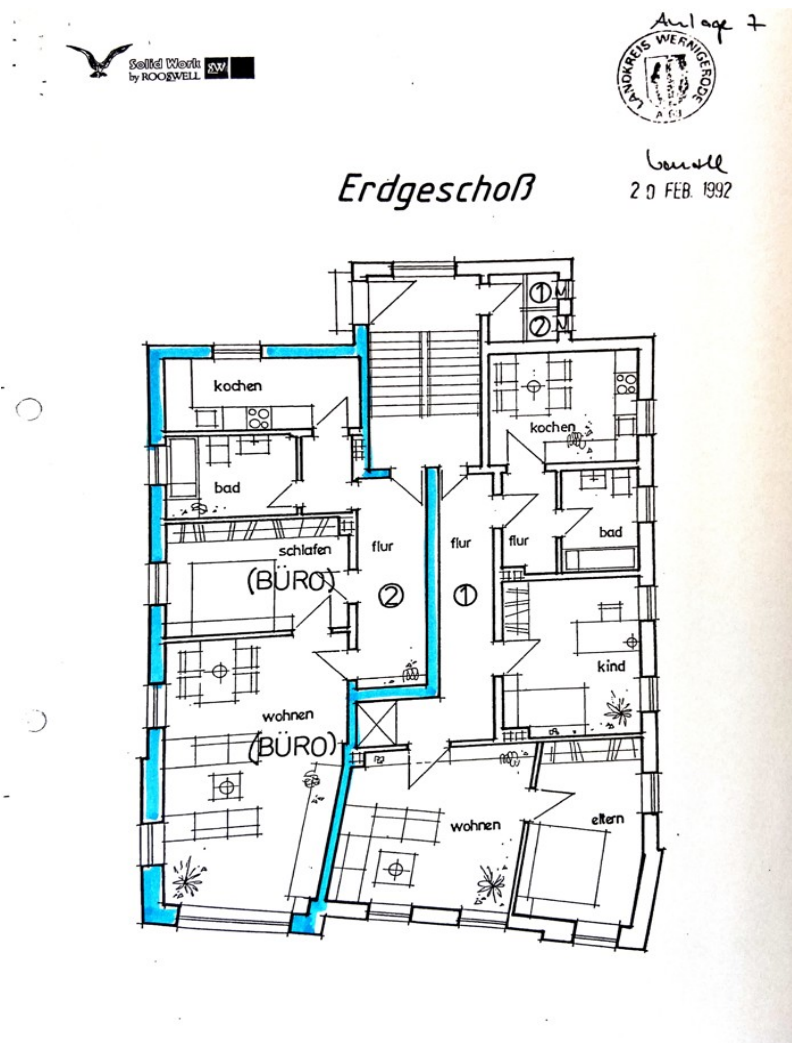 Anlage 7
Solid Work
by ROOSWELL SW
LANDKREIS WERNIGERODE
20 FEB. 1992
Erdgeschoß
1
2
kochen
kochen
bad
bad
schlafen
(BÜRO)
flur
flur
flur
2
1
kind
wohnen
(BÜRO)
wohnen
eltern